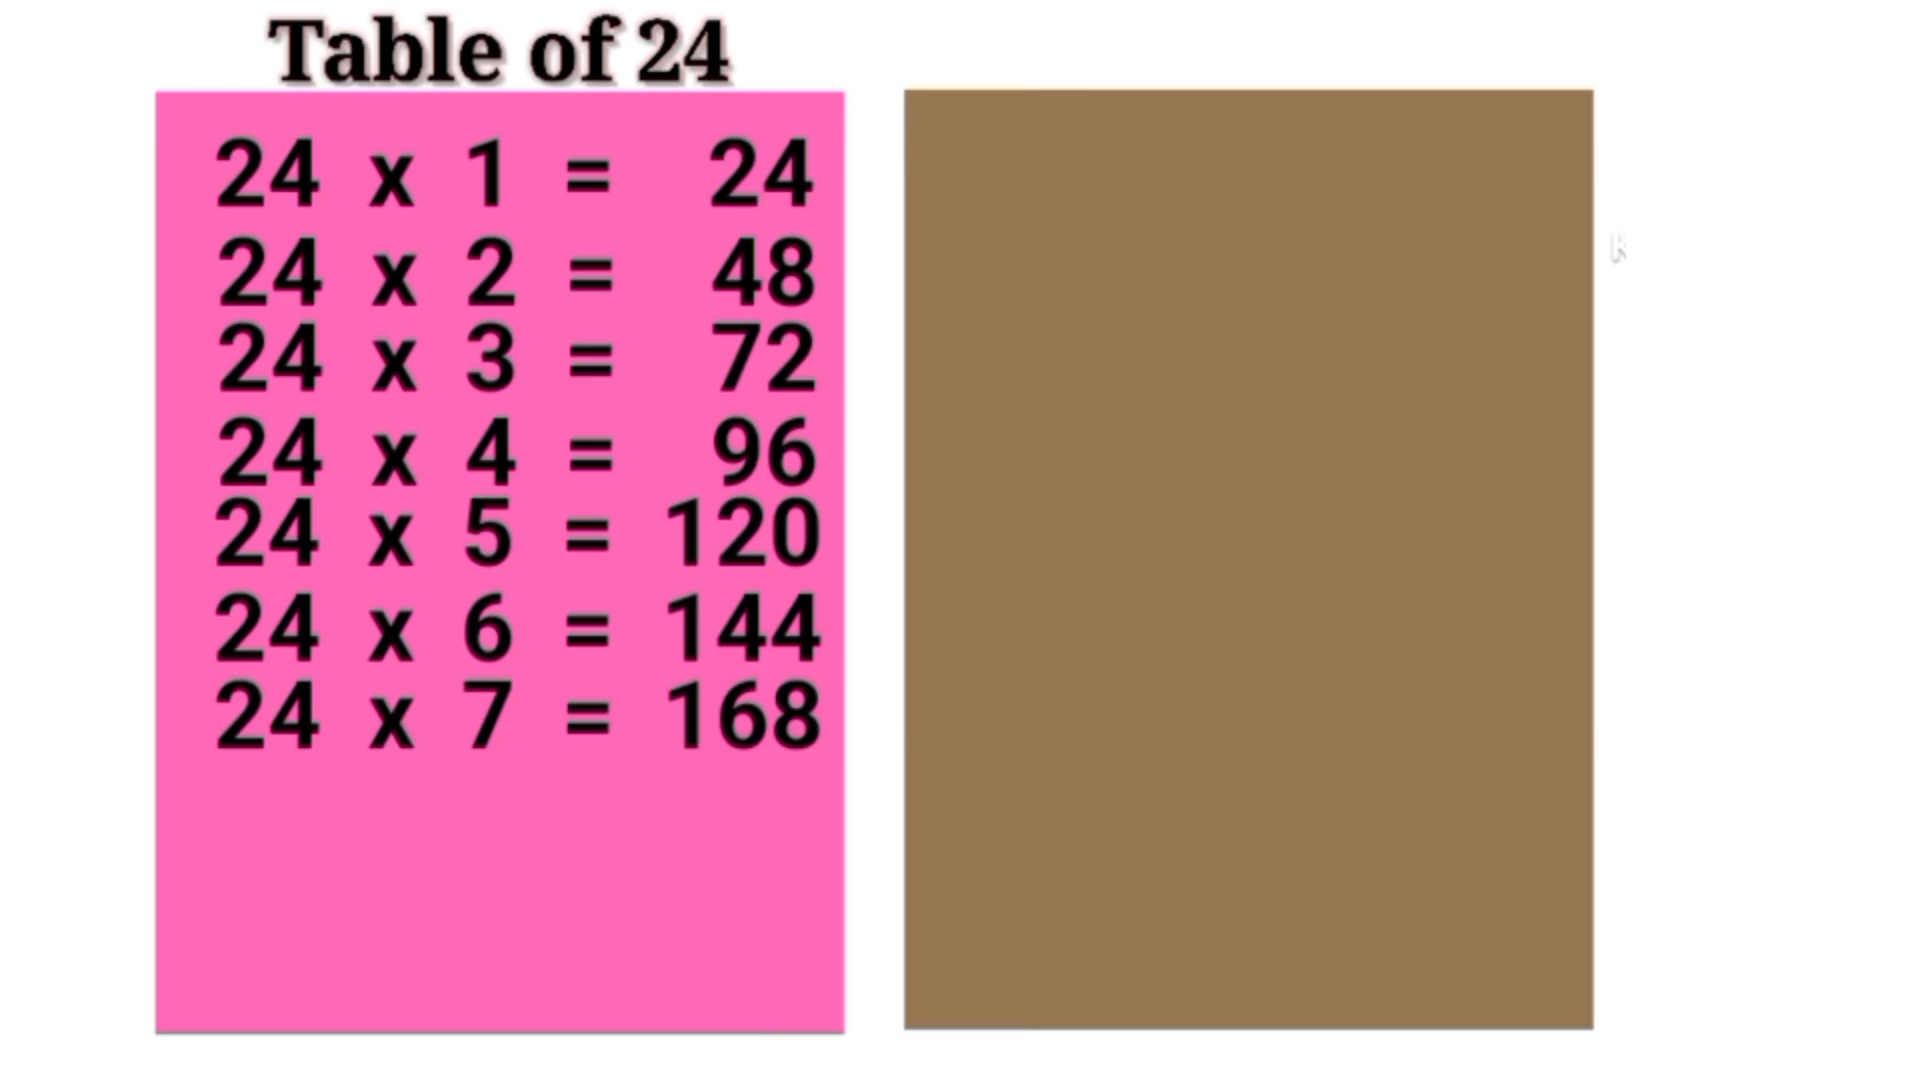 Table of 24
24 x 1 = 24
24 x 2 = 48
24 x 3 = 72
24 x 4 = 96
24 x 5 = 120
24 x 6 = 144
24 x 7 = 168